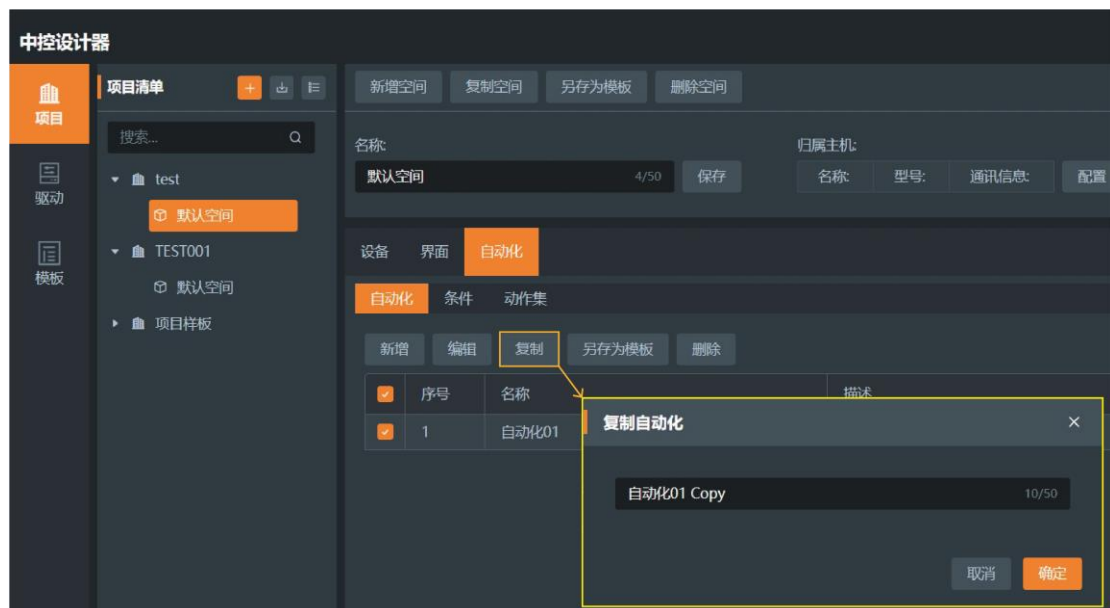 中控设计器
项目
驱动
模板
项目清单
搜索...
test
默认空间
TEST001
默认空间
项目样板
新增空间 复制空间 另存为模板 删除空间
名称: 归属主机:
默认空间 4/50 保存 名称: 型号: 通讯信息: 配置
设备 界面 自动化
自动化 条件 动作集
新增 编辑 复制 另存为模板 删除
序号 名称 描述
1 自动化01
复制自动化
自动化01 Copy 10/50
取消 确定